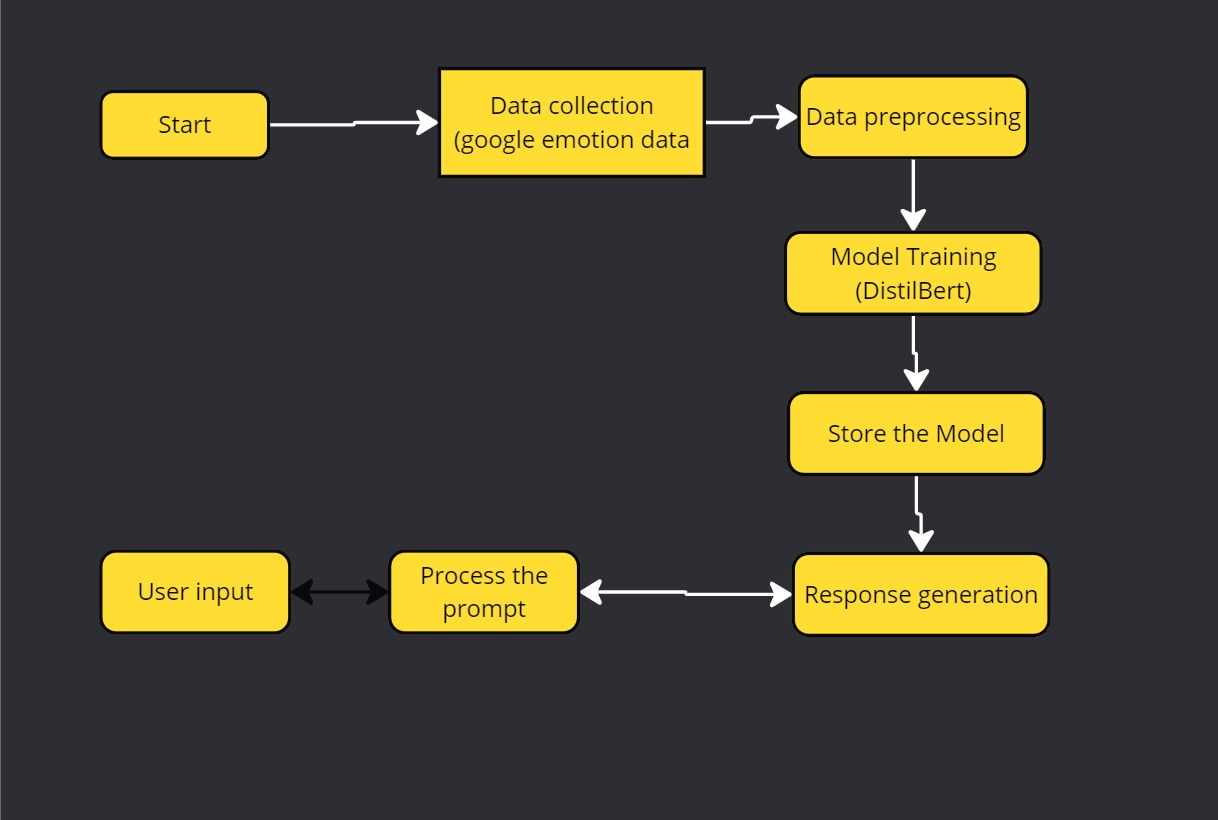 Start
Data collection
(google emotion data
Data preprocessing
Model Training
(DistilBert)
Store the Model
User input
Process the
prompt
Response generation